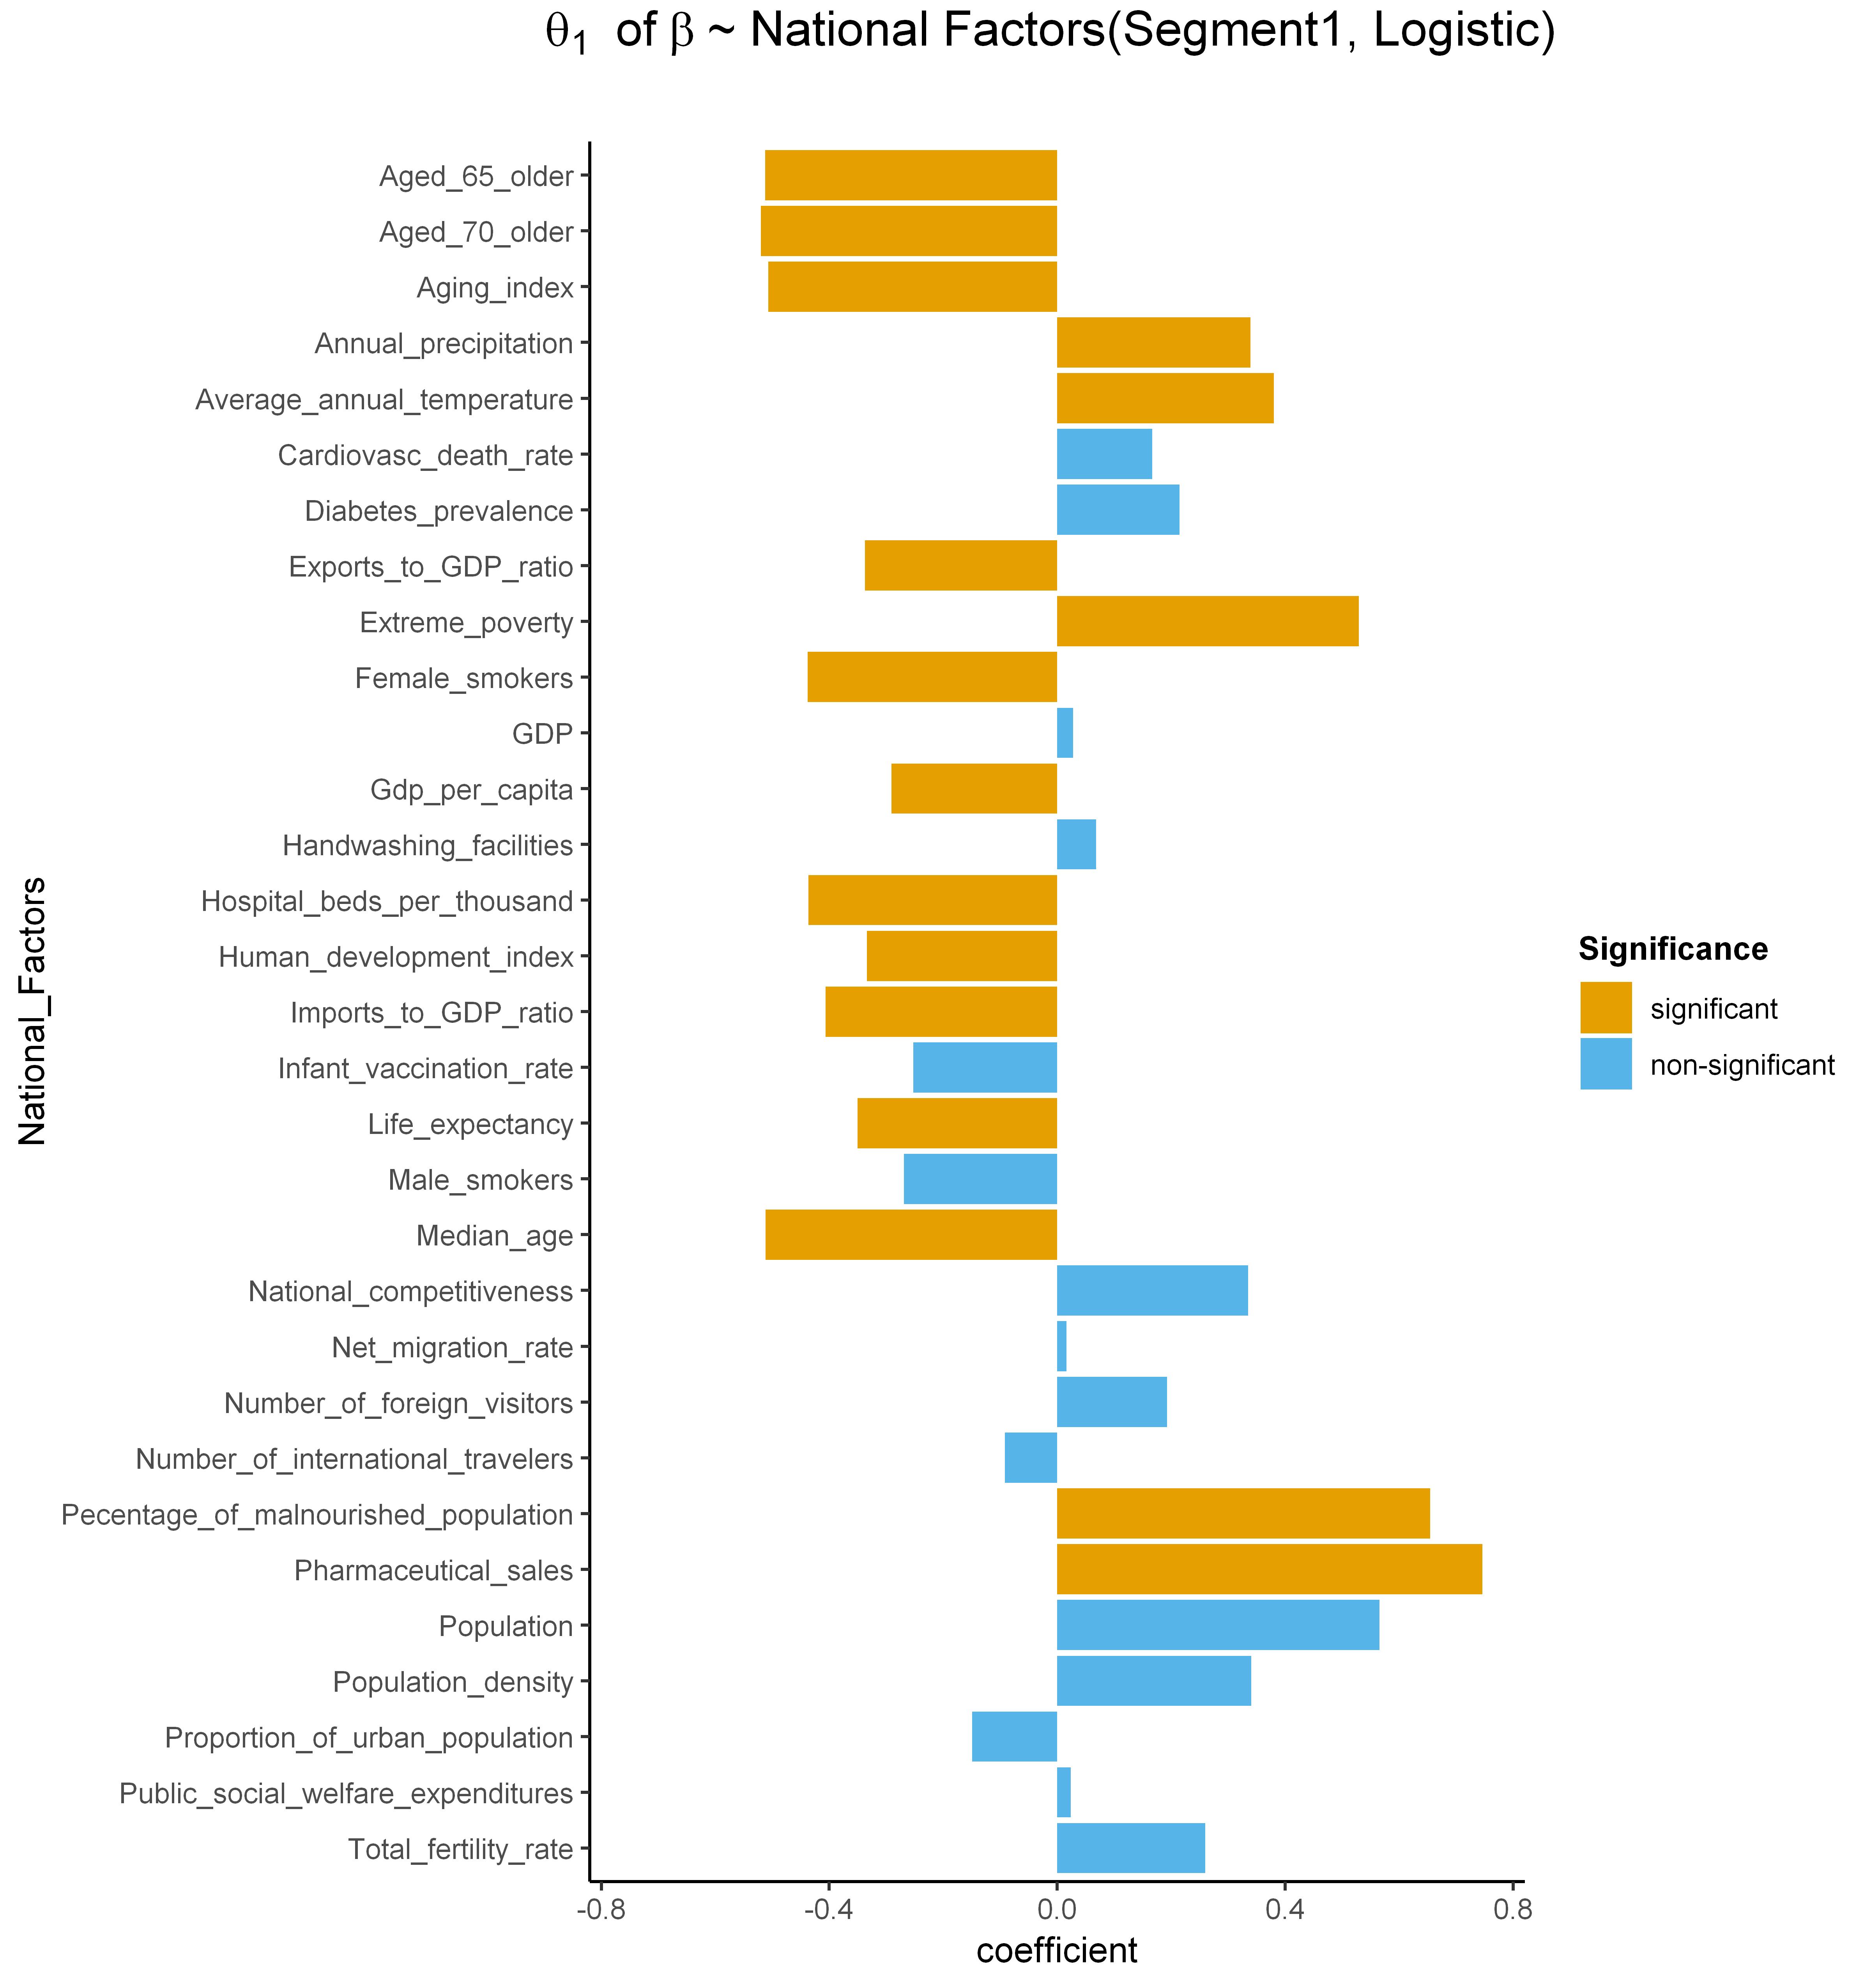 θ1 of β ~ National Factors(Segment1, Logistic)
National_Factors
Aged_65_older
Aged_70_older
Aging_index
Annual_precipitation
Average_annual_temperature
Cardiovasc_death_rate
Diabetes_prevalence
Exports_to_GDP_ratio
Extreme_poverty
Female_smokers
GDP
Gdp_per_capita
Handwashing_facilities
Hospital_beds_per_thousand
Human_development_index
Imports_to_GDP_ratio
Infant_vaccination_rate
Life_expectancy
Male_smokers
Median_age
National_competitiveness
Net_migration_rate
Number_of_foreign_visitors
Number_of_international_travelers
Pecentage_of_malnourished_population
Pharmaceutical_sales
Population
Population_density
Proportion_of_urban_population
Public_social_welfare_expenditures
Total_fertility_rate
-0.8 -0.4 0.0 0.4 0.8
coefficient
Significance
significant
non-significant